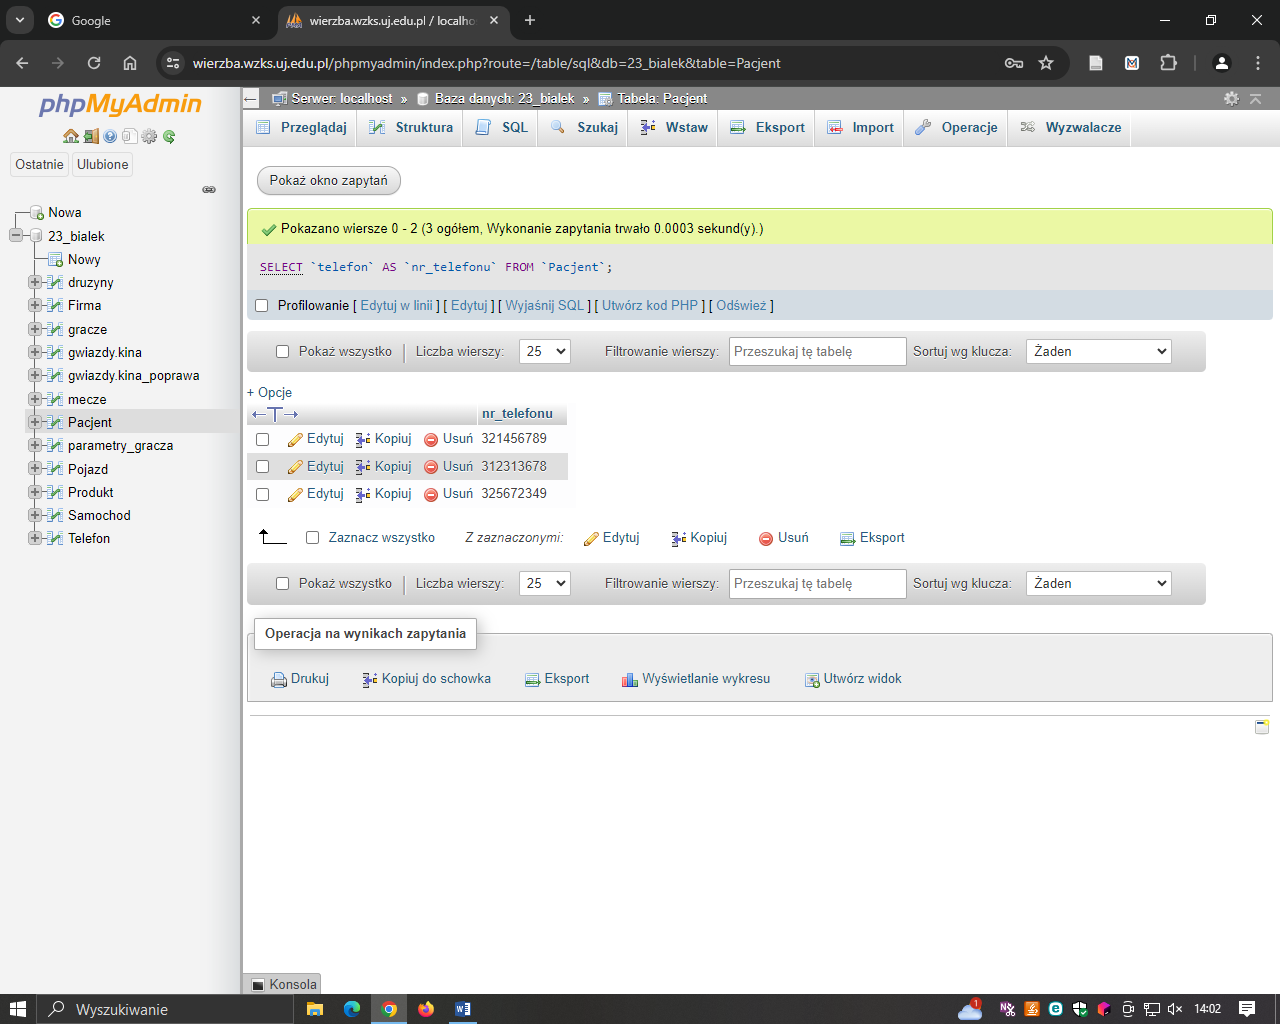 Google
wierzba.wzks.uj.edu.pl / localho
wierzba.wzks.uj.edu.pl/phpmyadmin/index.php?route=/table/sql&db=23_bialek&table=Pacjent
phpMyAdmin
Ostatnie Ulubione
Nowa
23_bialek
Nowy
druzyny
Firma
gracze
gwiazdy.kina
gwiazdy.kina_poprawa
mecze
Pacjent
parametry_gracza
Pojazd
Produkt
Samochod
Telefon
Serwer: localhost » Baza danych: 23_bialek » Tabela: Pacjent
Przeglądaj Struktura SQL Szukaj Wstaw Eksport Import Operacje Wyzwalacze
Pokaż okno zapytań
Pokazano wiersze 0 - 2 (3 ogółem, Wykonanie zapytania trwało 0.0003 sekund(y).)
SELECT `telefon` AS `nr_telefonu` FROM `Pacjent`;
Profilowanie [ Edytuj w linii ] [ Edytuj ] [ Wyjaśnij SQL ] [ Utwórz kod PHP ] [ Odśwież ]
Pokaż wszystko Liczba wierszy: 25 Filtrowanie wierszy: Przeszukaj tę tabelę Sortuj wg klucza: Żaden
+ Opcje
←T→ nr_telefonu
Edytuj Kopiuj Usuń 321456789
Edytuj Kopiuj Usuń 312313678
Edytuj Kopiuj Usuń 325672349
Zaznacz wszystko Z zaznaczonymi: Edytuj Kopiuj Usuń Eksport
Pokaż wszystko Liczba wierszy: 25 Filtrowanie wierszy: Przeszukaj tę tabelę Sortuj wg klucza: Żaden
Operacja na wynikach zapytania
Drukuj Kopiuj do schowka Eksport Wyświetlanie wykresu Utwórz widok
Konsola
Wyszukiwanie
1
14:02